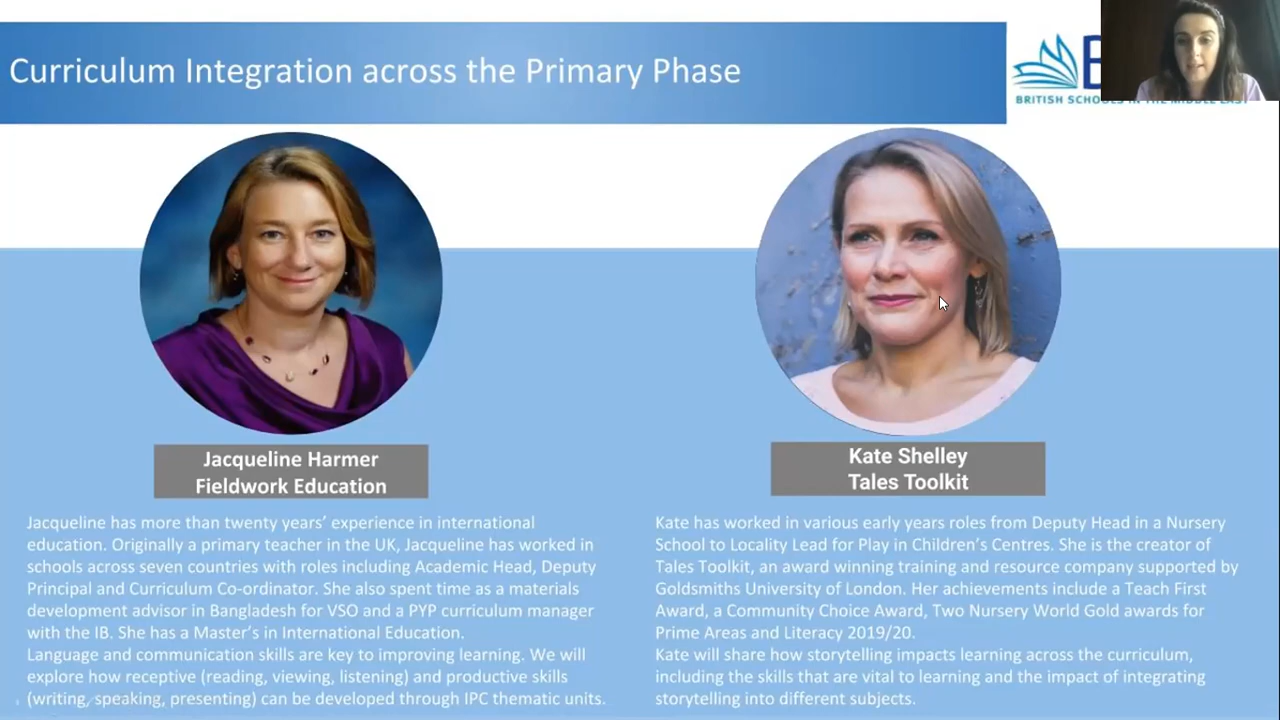 Curriculum Integration across the Primary Phase
B
BRITISH SCHOOLS IN THE MIDDLE EAST
Jacqueline Harmer
Fieldwork Education
Jacqueline has more than twenty years’ experience in international
education. Originally a primary teacher in the UK, Jacqueline has worked in
schools across seven countries with roles including Academic Head, Deputy
Principal and Curriculum Co-ordinator. She also spent time as a materials
development advisor in Bangladesh for VSO and a PYP curriculum manager
with the IB. She has a Master’s in International Education.
Language and communication skills are key to improving learning. We will
explore how receptive (reading, viewing, listening) and productive skills
(writing, speaking, presenting) can be developed through IPC thematic units.
Kate Shelley
Tales Toolkit
Kate has worked in various early years roles from Deputy Head in a Nursery
School to Locality Lead for Play in Children’s Centres. She is the creator of
Tales Toolkit, an award winning training and resource company supported by
Goldsmiths University of London. Her achievements include a Teach First
Award, a Community Choice Award, Two Nursery World Gold awards for
Prime Areas and Literacy 2019/20.
Kate will share how storytelling impacts learning across the curriculum,
including the skills that are vital to learning and the impact of integrating
storytelling into different subjects.